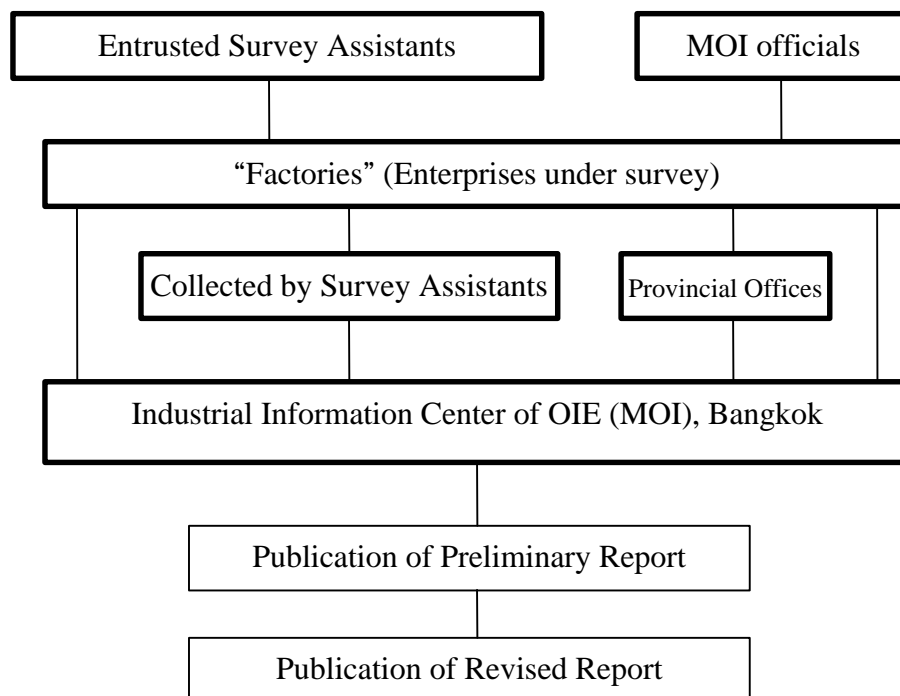 Entrusted Survey Assistants
MOI officials
“Factories” (Enterprises under survey)
Collected by Survey Assistants
Provincial Offices
Industrial Information Center of OIE (MOI), Bangkok
Publication of Preliminary Report
Publication of Revised Report